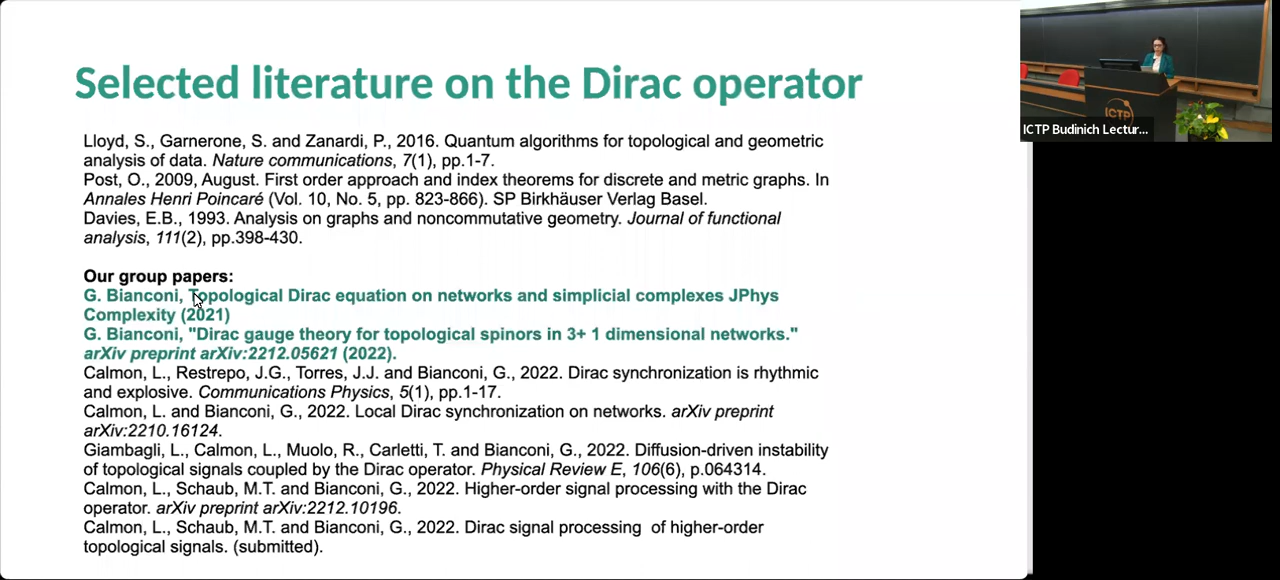 Selected literature on the Dirac operator
Lloyd, S., Garnerone, S. and Zanardi, P., 2016. Quantum algorithms for topological and geometric
analysis of data. Nature communications, 7(1), pp.1-7.
Post, O., 2009, August. First order approach and index theorems for discrete and metric graphs. In
Annales Henri Poincaré (Vol. 10, No. 5, pp. 823-866). SP Birkhäuser Verlag Basel.
Davies, E.B., 1993. Analysis on graphs and noncommutative geometry. Journal of functional
analysis, 111(2), pp.398-430.
Our group papers:
G. Bianconi, Topological Dirac equation on networks and simplicial complexes JPhys
Complexity (2021)
G. Bianconi, "Dirac gauge theory for topological spinors in 3+ 1 dimensional networks."
arXiv preprint arXiv:2212.05621 (2022).
Calmon, L., Restrepo, J.G., Torres, J.J. and Bianconi, G., 2022. Dirac synchronization is rhythmic
and explosive. Communications Physics, 5(1), pp.1-17.
Calmon, L. and Bianconi, G., 2022. Local Dirac synchronization on networks. arXiv preprint
arXiv:2210.16124.
Giambagli, L., Calmon, L., Muolo, R., Carletti, T. and Bianconi, G., 2022. Diffusion-driven instability
of topological signals coupled by the Dirac operator. Physical Review E, 106(6), p.064314.
Calmon, L., Schaub, M.T. and Bianconi, G., 2022. Higher-order signal processing with the Dirac
operator. arXiv preprint arXiv:2212.10196.
Calmon, L., Schaub, M.T. and Bianconi, G., 2022. Dirac signal processing of higher-order
topological signals. (submitted).
ICTP
ICTP Budinich Lectur...